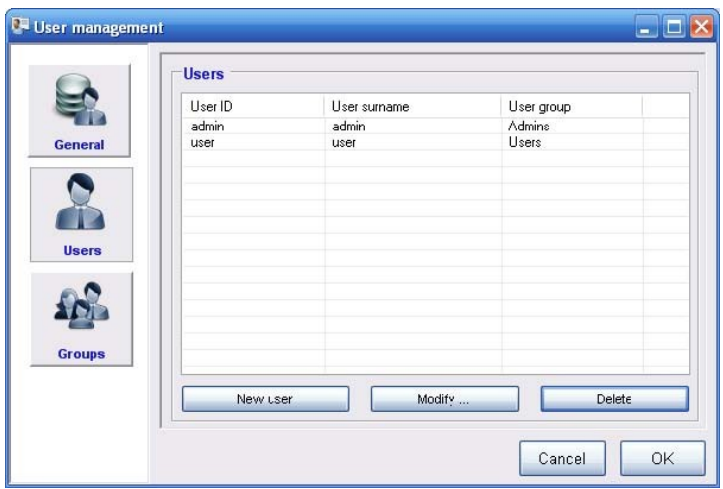 User management
General
Users
Groups
Users
User ID User surname User group
admin admin Admins
user user Users
New user Modify ... Delete
Cancel OK